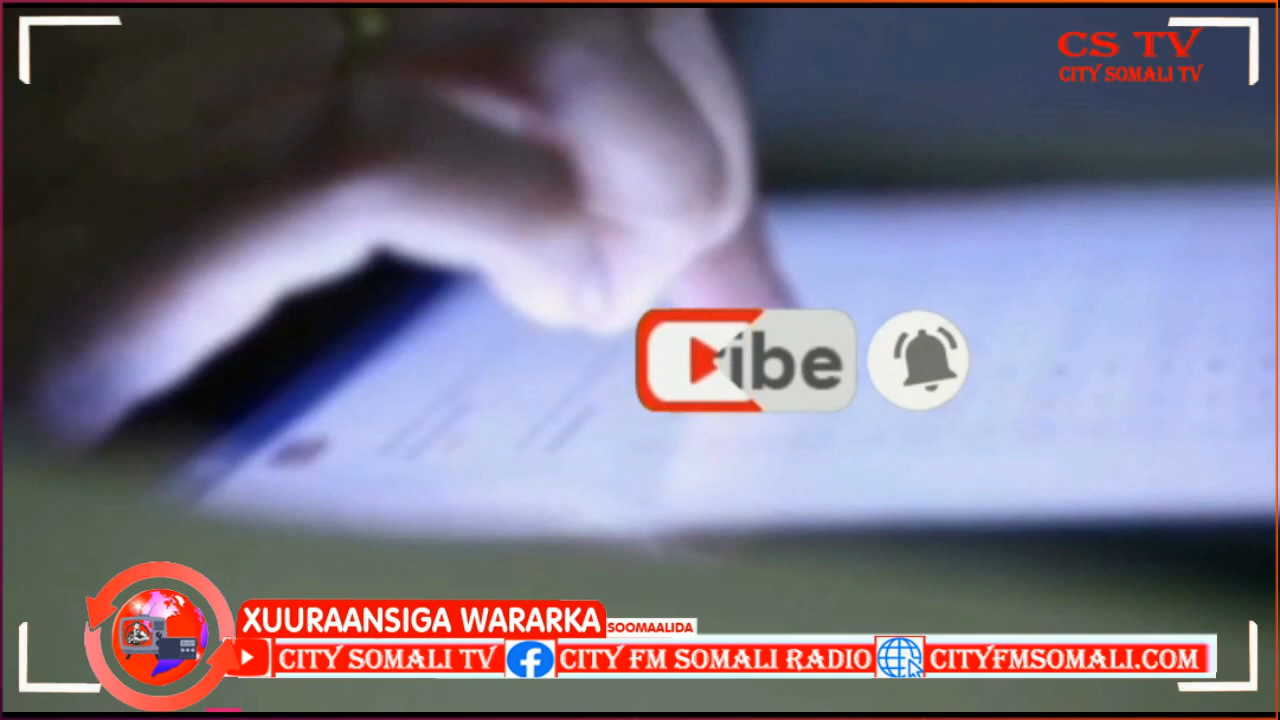 CS TV
CITY SOMALI TV
ribe
XUURAANSIGA WARARKA
SOOMAALIDA
CITY SOMALI TV
CITY FM SOMALI RADIO
CITYFMSOMALI.COM